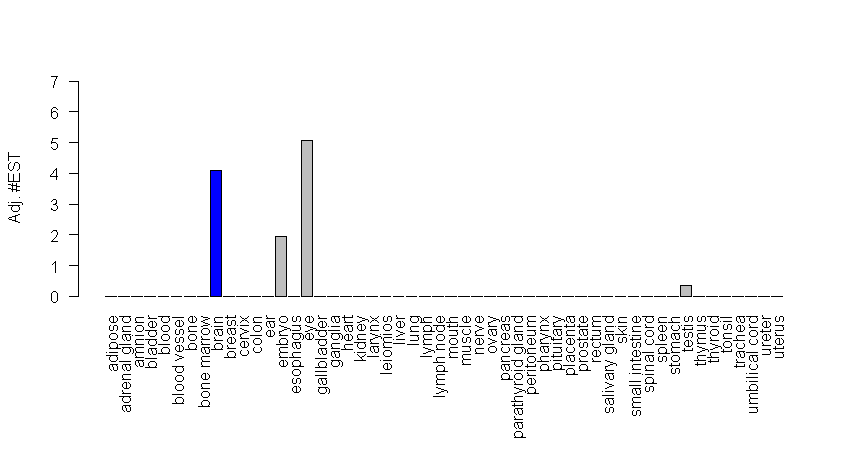 Adj. #EST
7
6
5
4
3
2
1
0
adipose
adrenal gland
amnion
bladder
blood
blood vessel
bone
bone marrow
brain
breast
cervix
colon
ear
embryo
esophagus
eye
gallbladder
ganglia
heart
kidney
larynx
leiomios
liver
lung
lymph
lymph node
mouth
muscle
nerve
ovary
pancreas
parathyroid gland
peritoneum
pharynx
pituitary
placenta
prostate
rectum
salivary gland
skin
small intestine
spinal cord
spleen
stomach
testis
thymus
thyroid
tonsil
trachea
umbilical cord
ureter
uterus